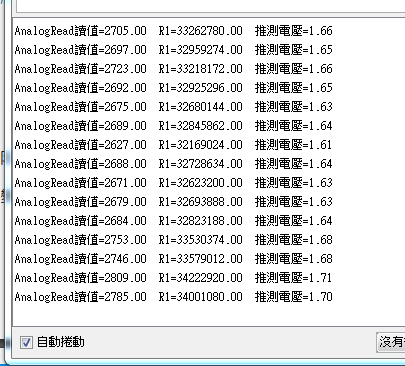 AnalogRead讀值=2705.00  R1=33262780.00  推測電壓=1.66
AnalogRead讀值=2697.00  R1=32959274.00  推測電壓=1.65
AnalogRead讀值=2723.00  R1=33218172.00  推測電壓=1.66
AnalogRead讀值=2692.00  R1=32925296.00  推測電壓=1.65
AnalogRead讀值=2675.00  R1=32680144.00  推測電壓=1.63
AnalogRead讀值=2689.00  R1=32845862.00  推測電壓=1.64
AnalogRead讀值=2627.00  R1=32169024.00  推測電壓=1.61
AnalogRead讀值=2688.00  R1=32728634.00  推測電壓=1.64
AnalogRead讀值=2671.00  R1=32623200.00  推測電壓=1.63
AnalogRead讀值=2679.00  R1=32693888.00  推測電壓=1.63
AnalogRead讀值=2684.00  R1=32823188.00  推測電壓=1.64
AnalogRead讀值=2753.00  R1=33530374.00  推測電壓=1.68
AnalogRead讀值=2746.00  R1=33579012.00  推測電壓=1.68
AnalogRead讀值=2809.00  R1=34222920.00  推測電壓=1.71
AnalogRead讀值=2785.00  R1=34001080.00  推測電壓=1.70
自動捲動
沒有